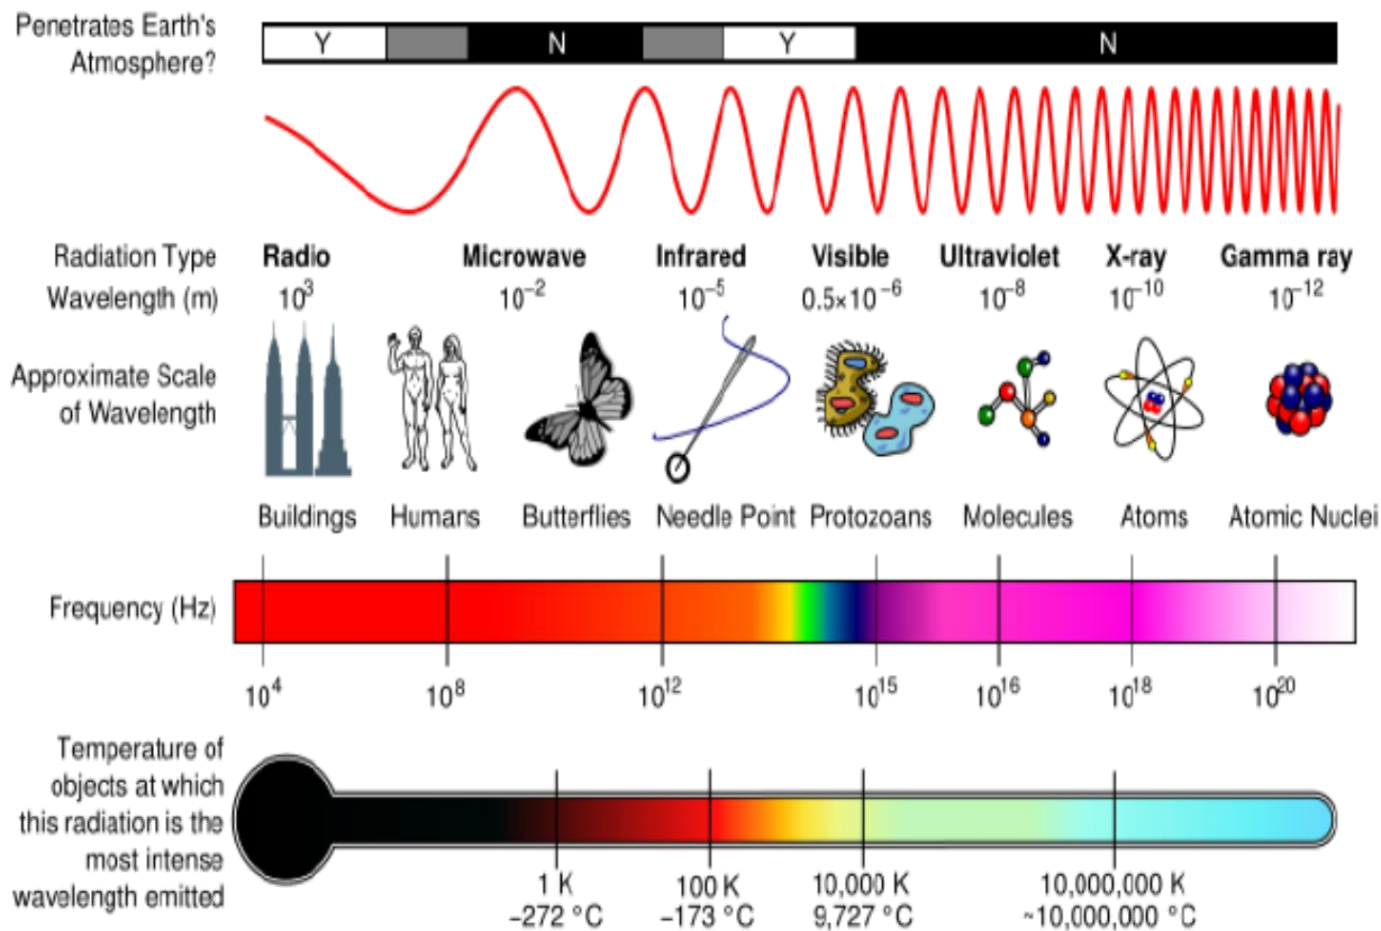 Penetrates Earth's
Atmosphere?
Y N Y N
Radiation Type Radio Microwave Infrared Visible Ultraviolet X-ray Gamma ray
Wavelength (m) 10³ 10⁻² 10⁻⁵ 0.5×10⁻⁶ 10⁻⁸ 10⁻¹⁰ 10⁻¹²
Approximate Scale
of Wavelength
Buildings Humans Butterflies Needle Point Protozoans Molecules Atoms Atomic Nuclei
Frequency (Hz)
10⁴ 10⁸ 10¹² 10¹⁵ 10¹⁶ 10¹⁸ 10²⁰
Temperature of
objects at which
this radiation is the
most intense
wavelength emitted
1 K 100 K 10,000 K 10,000,000 K
−272 °C −173 °C 9,727 °C ~10,000,000 °C